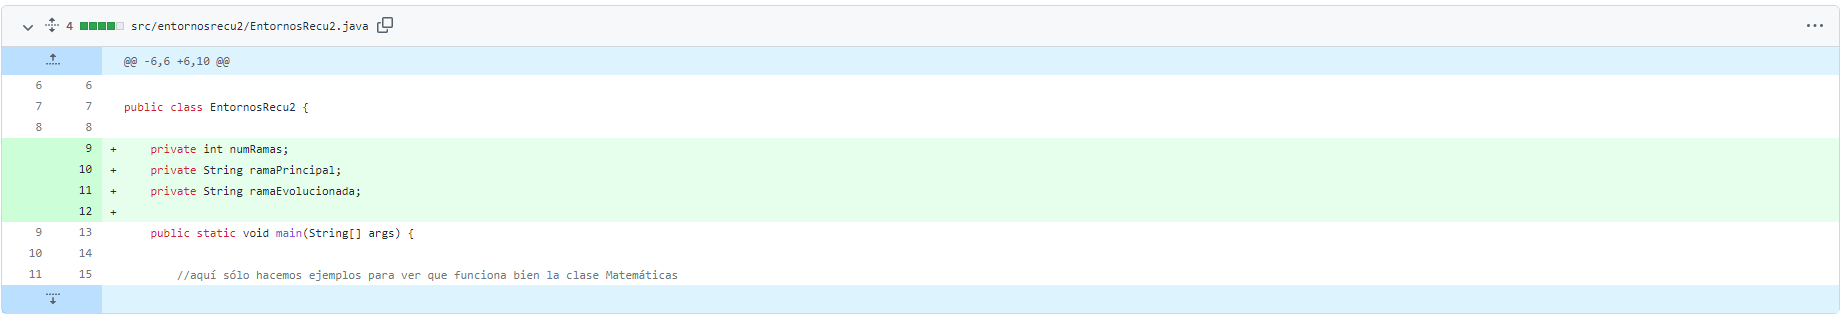 4 src/entornosrecu2/EntornosRecu2.java
@@ -6,6 +6,10 @@
6 6
7 7 public class EntornosRecu2 {
8 8
9 + private int numRamas;
10 + private String ramaPrincipal;
11 + private String ramaEvolucionada;
12 +
9 13 public static void main(String[] args) {
10 14
11 15 //aquí sólo hacemos ejemplos para ver que funciona bien la clase Matemáticas